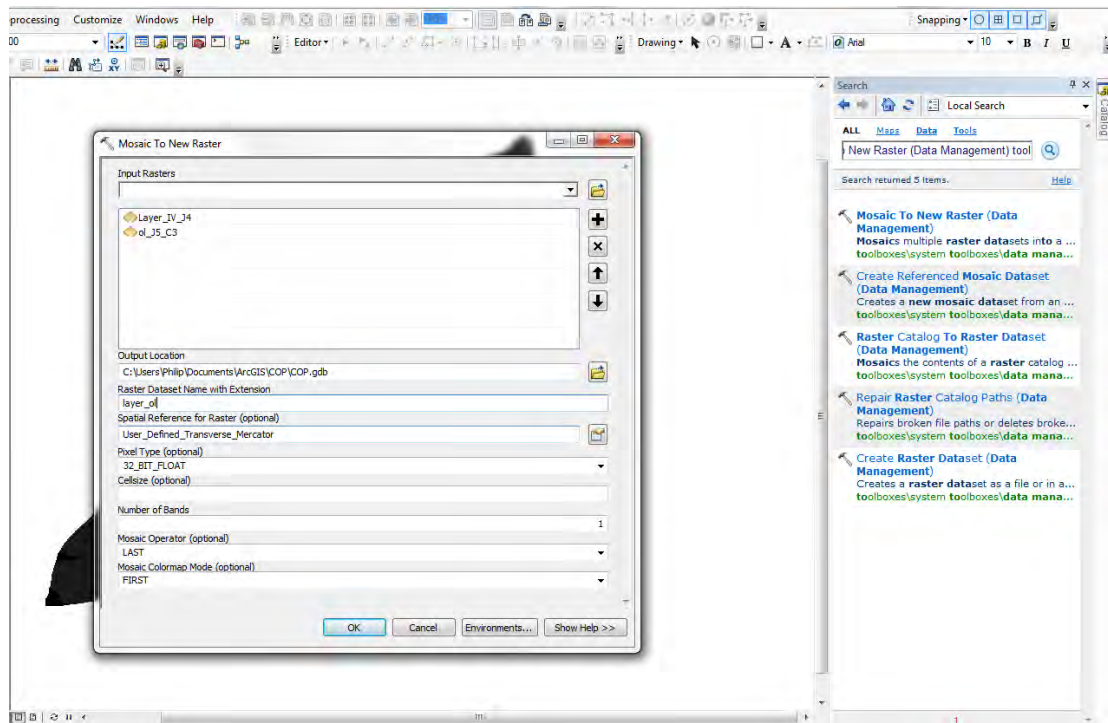 processing Customize Windows Help
Snapping
00
Editor
Drawing
A
Arial
10
B I U
XY
Search
Local Search
Catalog
ALL Maps Data Tools
New Raster (Data Management) tool
Search returned 5 items.
Help
Mosaic To New Raster (Data
Management)
Mosaics multiple raster datasets into a ...
toolboxes\system toolboxes\data mana...
Create Referenced Mosaic Dataset
(Data Management)
Creates a new mosaic dataset from an ...
toolboxes\system toolboxes\data mana...
Raster Catalog To Raster Dataset
(Data Management)
Mosaics the contents of a raster catalog ...
toolboxes\system toolboxes\data mana...
Repair Raster Catalog Paths (Data
Management)
Repairs broken file paths or deletes broke...
toolboxes\system toolboxes\data mana...
Create Raster Dataset (Data
Management)
Creates a raster dataset as a file or in a...
toolboxes\system toolboxes\data mana...
Mosaic To New Raster
Input Rasters
Layer_IV_J4
ol_J5_C3
Output Location
C:\Users\Philip\Documents\ArcGIS\COP\COP.gdb
Raster Dataset Name with Extension
layer_ol
Spatial Reference for Raster (optional)
User_Defined_Transverse_Mercator
Pixel Type (optional)
32_BIT_FLOAT
Cellsize (optional)
Number of Bands
1
Mosaic Operator (optional)
LAST
Mosaic Colormap Mode (optional)
FIRST
OK
Cancel
Environments...
Show Help >>